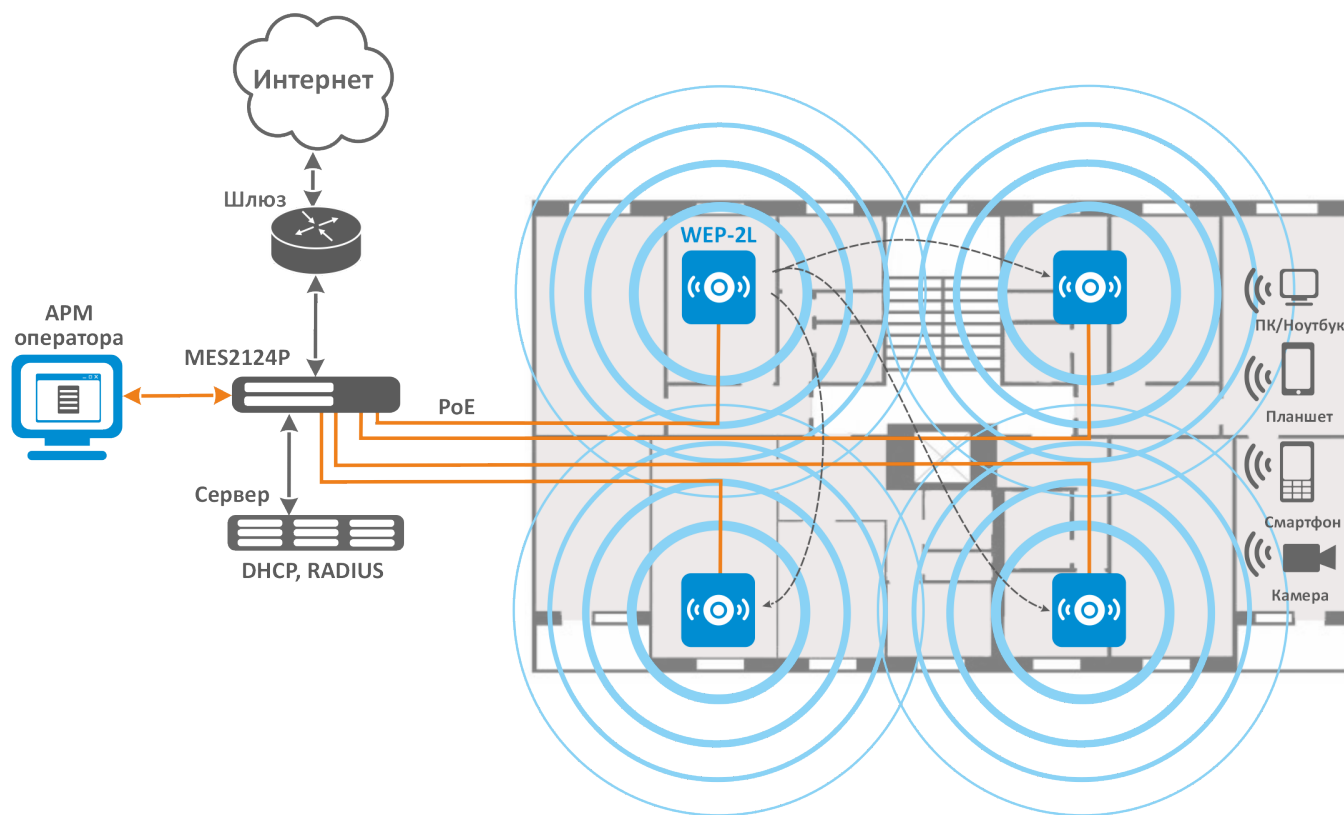 Интернет
Шлюз
WEP-2L
АРМ
оператора
MES2124P
PoE
Сервер
DHCP, RADIUS
ПК/Ноутбук
Планшет
Смартфон
Камера